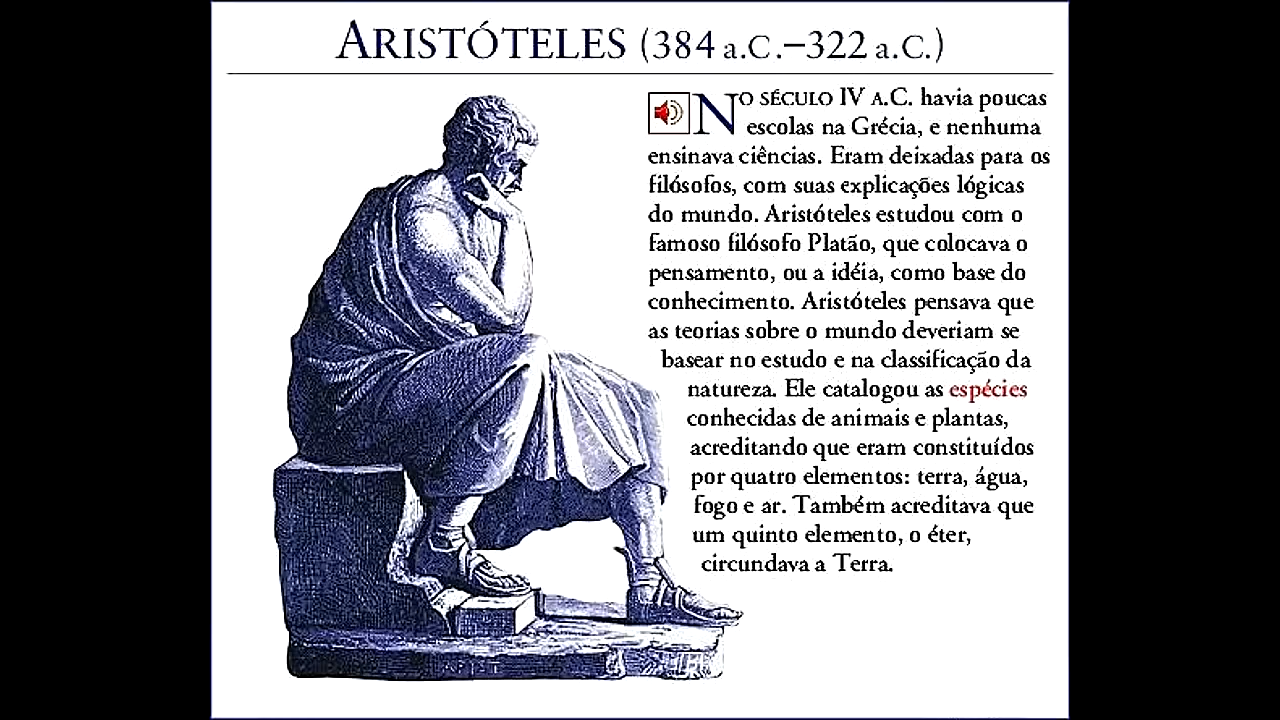 ARISTÓTELES (384 a.C.–322 a.C.)
NO SÉCULO IV A.C. havia poucas
escolas na Grécia, e nenhuma
ensinava ciências. Eram deixadas para os
filósofos, com suas explicações lógicas
do mundo. Aristóteles estudou com o
famoso filósofo Platão, que colocava o
pensamento, ou a idéia, como base do
conhecimento. Aristóteles pensava que
as teorias sobre o mundo deveriam se
basear no estudo e na classificação da
natureza. Ele catalogou as espécies
conhecidas de animais e plantas,
acreditando que eram constituídos
por quatro elementos: terra, água,
fogo e ar. Também acreditava que
um quinto elemento, o éter,
circundava a Terra.